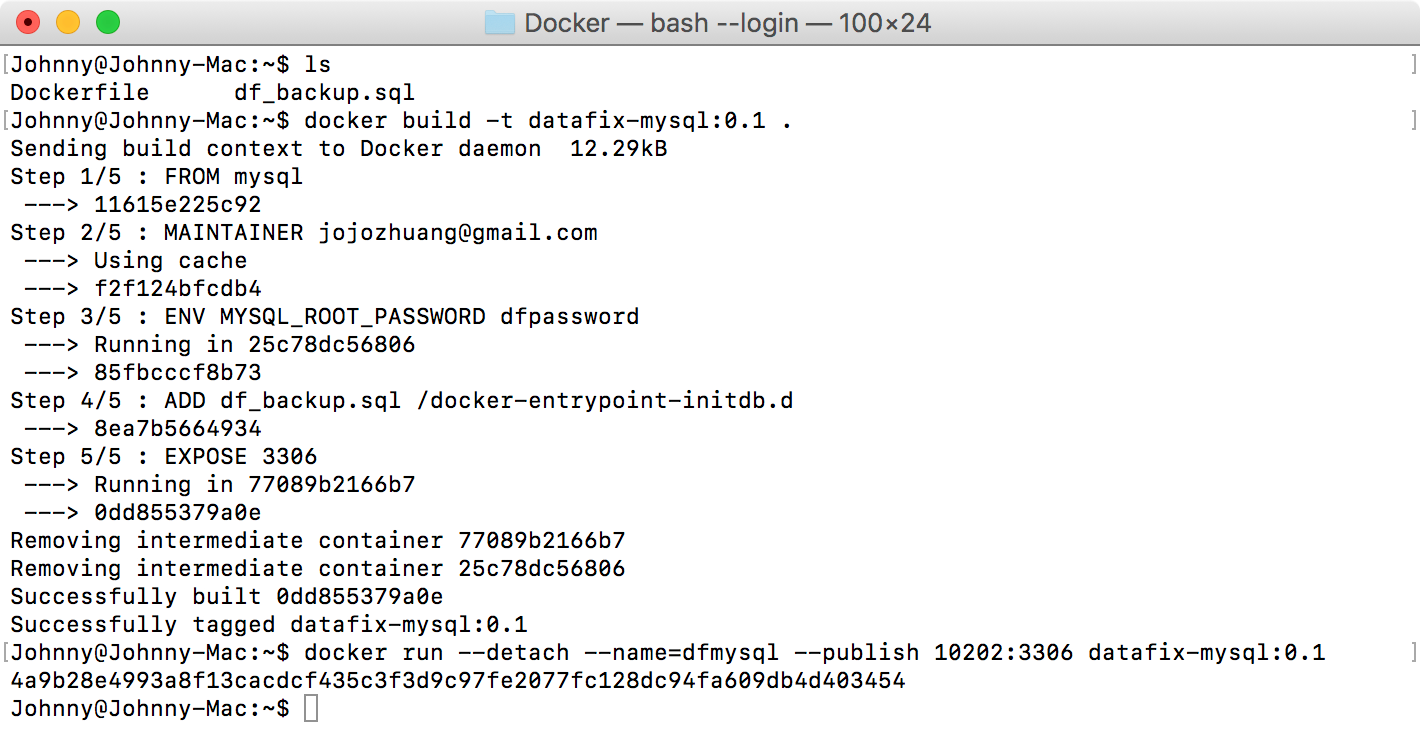 Docker — bash --login — 100×24
[Johnny@Johnny-Mac:~$ ls ]
Dockerfile      df_backup.sql
[Johnny@Johnny-Mac:~$ docker build -t datafix-mysql:0.1 . ]
Sending build context to Docker daemon  12.29kB
Step 1/5 : FROM mysql
 ---> 11615e225c92
Step 2/5 : MAINTAINER jojozhuang@gmail.com
 ---> Using cache
 ---> f2f124bfcdb4
Step 3/5 : ENV MYSQL_ROOT_PASSWORD dfpassword
 ---> Running in 25c78dc56806
 ---> 85fbcccf8b73
Step 4/5 : ADD df_backup.sql /docker-entrypoint-initdb.d
 ---> 8ea7b5664934
Step 5/5 : EXPOSE 3306
 ---> Running in 77089b2166b7
 ---> 0dd855379a0e
Removing intermediate container 77089b2166b7
Removing intermediate container 25c78dc56806
Successfully built 0dd855379a0e
Successfully tagged datafix-mysql:0.1
[Johnny@Johnny-Mac:~$ docker run --detach --name=dfmysql --publish 10202:3306 datafix-mysql:0.1 ]
4a9b28e4993a8f13cacdcf435c3f3d9c97fe2077fc128dc94fa609db4d403454
Johnny@Johnny-Mac:~$